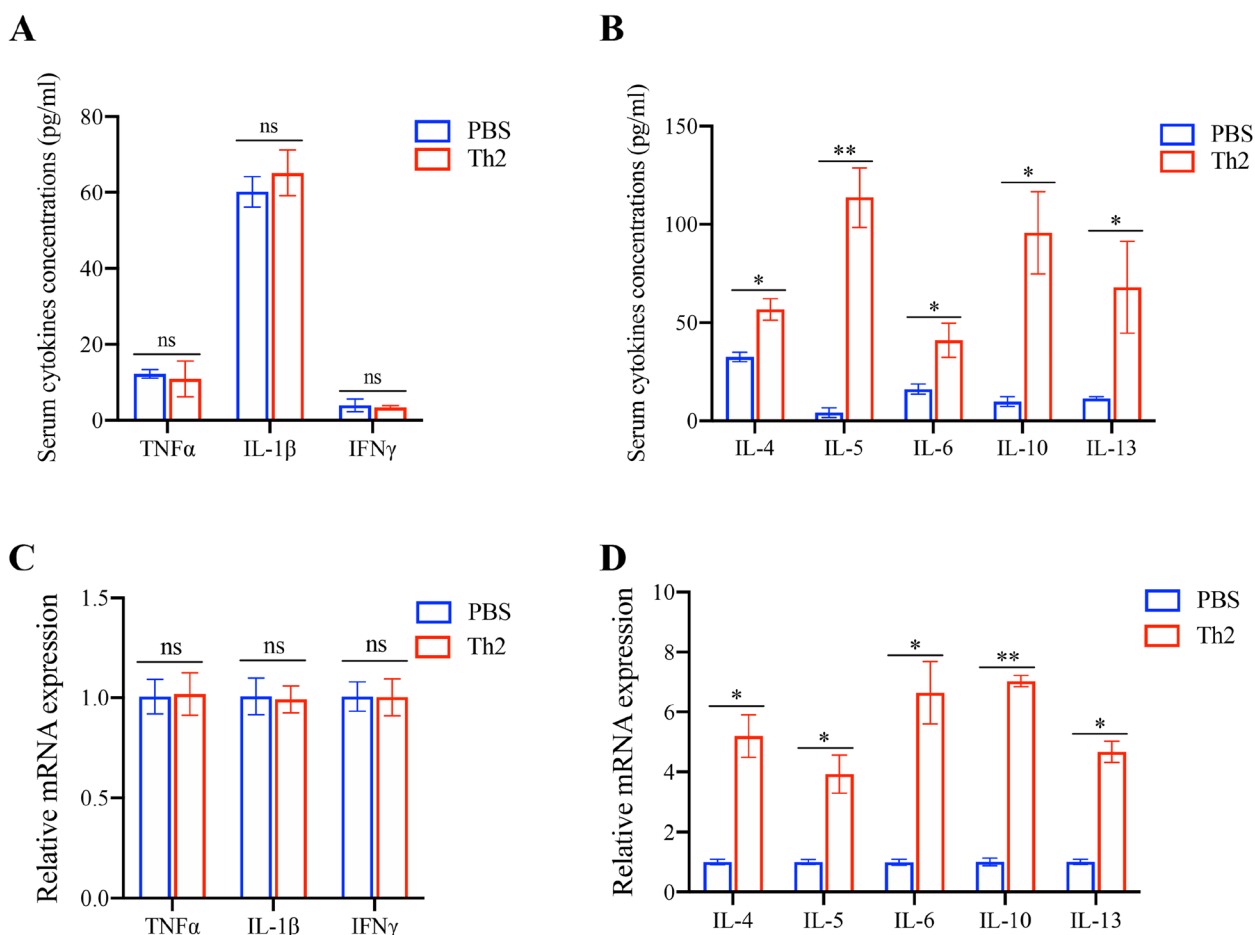 A
Serum cytokines concentrations (pg/ml)
80
60
40
20
0
ns
ns
ns
TNFα
IL-1β
IFNγ
PBS
Th2
B
Serum cytokines concentrations (pg/ml)
150
100
50
0
*
**
*
*
*
IL-4
IL-5
IL-6
IL-10
IL-13
PBS
Th2
C
Relative mRNA expression
1.5
1.0
0.5
0.0
ns
ns
ns
TNFα
IL-1β
IFNγ
PBS
Th2
D
Relative mRNA expression
10
8
6
4
2
0
*
*
*
**
*
IL-4
IL-5
IL-6
IL-10
IL-13
PBS
Th2